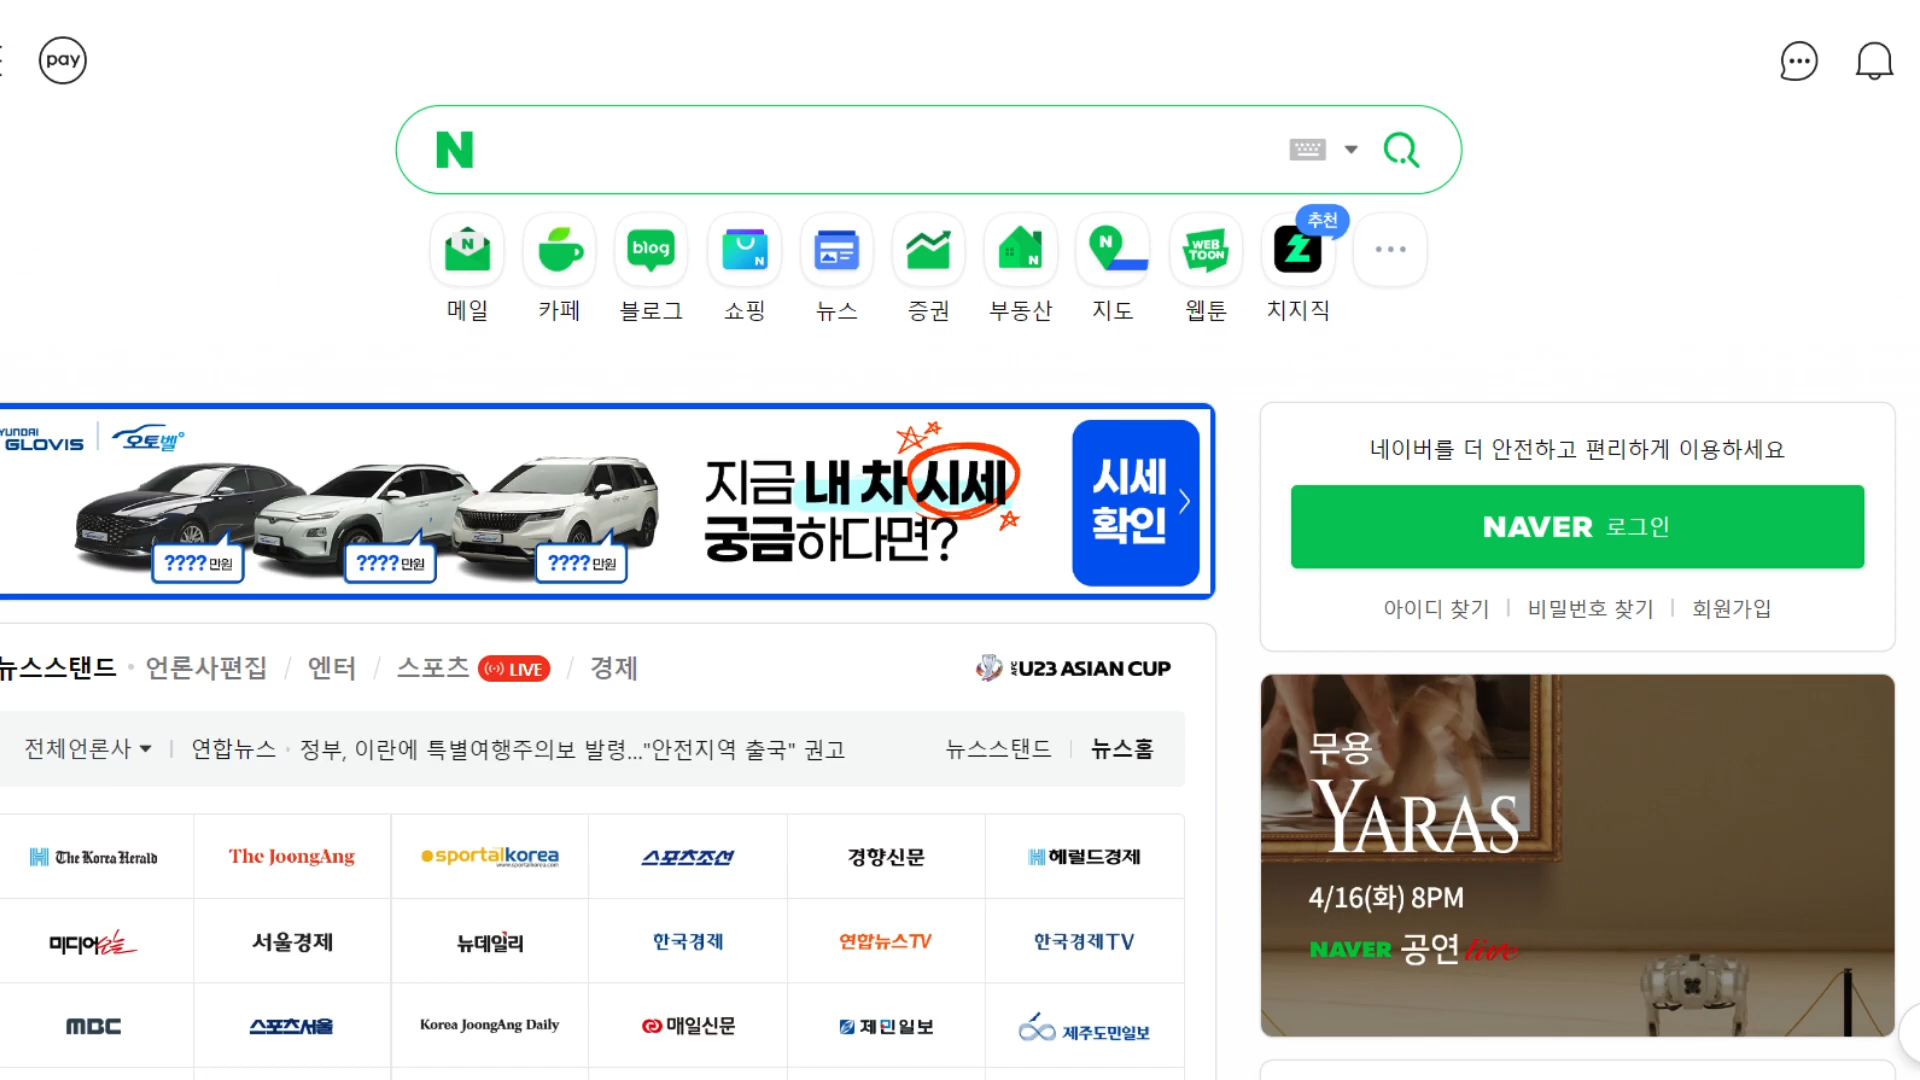 pay
N
메일
카페
blog
블로그
N
쇼핑
뉴스
증권
N
부동산
N
지도
WEB
TOON
웹툰
추천
치지직
GLOVIS
오토벨
????만원
????만원
????만원
지금 내 차 시세
궁금하다면?
시세
확인
네이버를 더 안전하고 편리하게 이용하세요
NAVER 로그인
아이디 찾기
비밀번호 찾기
회원가입
뉴스스탠드 · 언론사편집 / 엔터 / 스포츠 LIVE / 경제
AFC U23 ASIAN CUP
전체언론사
연합뉴스 · 정부, 이란에 특별여행주의보 발령..."안전지역 출국" 권고
뉴스스탠드
뉴스홈
The Korea Herald
The JoongAng
sportalkorea
www.sportalkorea.com
스포츠조선
경향신문
헤럴드경제
미디어오늘
서울경제
뉴데일리
한국경제
연합뉴스TV
한국경제TV
MBC
스포츠서울
Korea JoongAng Daily
매일신문
제민일보
제주도민일보
무용
YARAS
4/16(화) 8PM
NAVER 공연 live